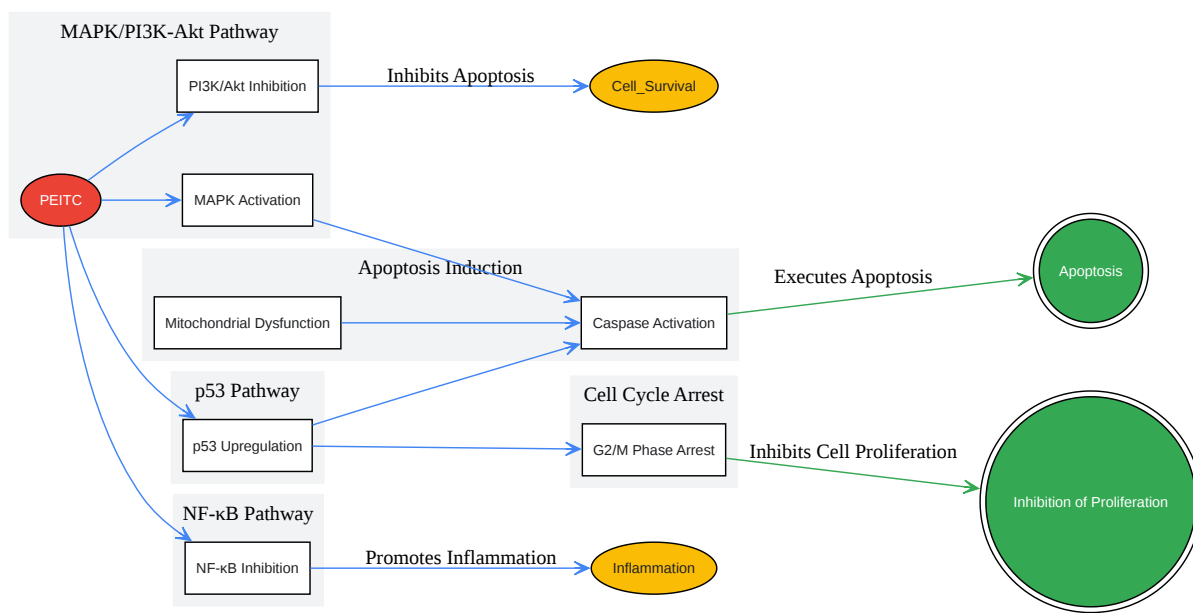 MAPK/PI3K-Akt Pathway
PI3K/Akt Inhibition
Inhibits Apoptosis
Cell_Survival
PEITC
MAPK Activation
Apoptosis Induction
Mitochondrial Dysfunction
Caspase Activation
Executes Apoptosis
Apoptosis
p53 Pathway
p53 Upregulation
Cell Cycle Arrest
G2/M Phase Arrest
Inhibits Cell Proliferation
Inhibition of Proliferation
NF-κB Pathway
NF-κB Inhibition
Promotes Inflammation
Inflammation